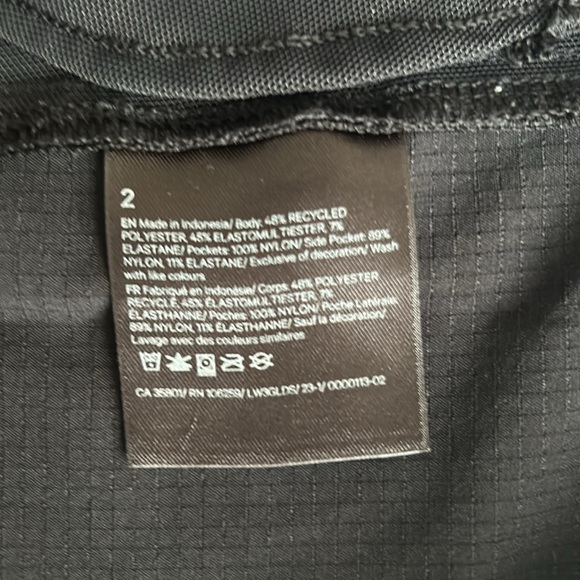 2
EN Made in Indonesia/ Body: 48% RECYCLED
POLYESTER, 45% ELASTOMULTIESTER, 7%
ELASTANE/ Pockets: 100% NYLON/ Side Pocket: 89%
NYLON, 11% ELASTANE/ Exclusive of decoration/ Wash
with like colours
FR Fabriqué en Indonésie/ Corps: 48% POLYESTER
RECYCLÉ, 45% ELASTOMULTIESTER, 7%
ÉLASTHANNE/ Poches: 100% NYLON/ Poche Latérale:
89% NYLON, 11% ÉLASTHANNE/ Sauf la décoration/
Lavage avec des couleurs similaires
CA 35801/ RN 106259/ LW3GLDS/ 23-1/ 0000113-02